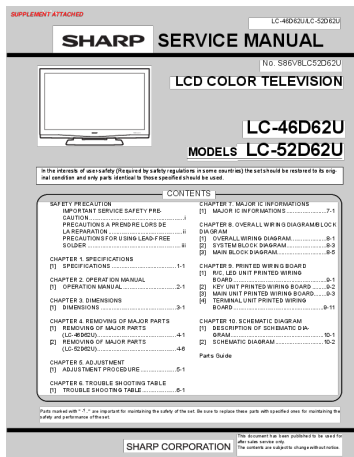 SUPPLEMENT ATTACHED
LC-46D62U/LC-52D62U
SHARP SERVICE MANUAL
No. S86V8LC52D62U
LCD COLOR TELEVISION
LC-46D62U
MODELS LC-52D62U
In the interests of user-safety (Required by safety regulations in some countries) the set should be restored to its orig-
inal condition and only parts identical to those specified should be used.
CONTENTS
SAFETY PRECAUTION
IMPORTANT SERVICE SAFETY PRE-
CAUTION ..........................................i
PRECAUTIONS A PRENDRE LORS DE
LA REPARATION ................................ii
PRECAUTIONS FOR USING LEAD-FREE
SOLDER ..........................................iii
CHAPTER 1. SPECIFICATIONS
[1] SPECIFICATIONS ............................1-1
CHAPTER 2. OPERATION MANUAL
[1] OPERATION MANUAL.......................2-1
CHAPTER 3. DIMENSIONS
[1] DIMENSIONS ..................................3-1
CHAPTER 4. REMOVING OF MAJOR PARTS
[1] REMOVING OF MAJOR PARTS
(LC-46D62U)...................................4-1
[2] REMOVING OF MAJOR PARTS
(LC-52D62U)...................................4-6
CHAPTER 5. ADJUSTMENT
[1] ADJUSTMENT PROCEDURE ...............5-1
CHAPTER 6. TROUBLE SHOOTING TABLE
[1] TROUBLE SHOOTING TABLE ..............6-1
CHAPTER 7. MAJOR IC INFORMATIONS
[1] MAJOR IC INFORMATIONS .................7-1
CHAPTER 8. OVERALL WIRING DIAGRAM/BLOCK
DIAGRAM
[1] OVERALL WIRING DIAGRAM..............8-1
[2] SYSTEM BLOCK DIAGRAM ...............8-3
[3] MAIN BLOCK DIAGRAM....................8-5
CHAPTER 9. PRINTED WIRING BOARD
[1] R/C, LED UNIT PRINTED WIRING
BOARD ..........................................9-1
[2] KEY UNIT PRINTED WIRING BOARD ......9-2
[3] MAIN UNIT PRINTED WIRING BOARD.....9-3
[4] TERMINAL UNIT PRINTED WIRING
BOARD ........................................9-11
CHAPTER 10. SCHEMATIC DIAGRAM
[1] DESCRIPTION OF SCHEMATIC DIA-
GRAM..........................................10-1
[2] SCHEMATIC DIAGRAM ....................10-2
Parts Guide
Parts marked with " " are important for maintaining the safety of the set. Be sure to replace these parts with specified ones for maintaining the
safety and performance of the set.
SHARP CORPORATION
This document has been published to be used for
after sales service only.
The contents are subject to change without notice.